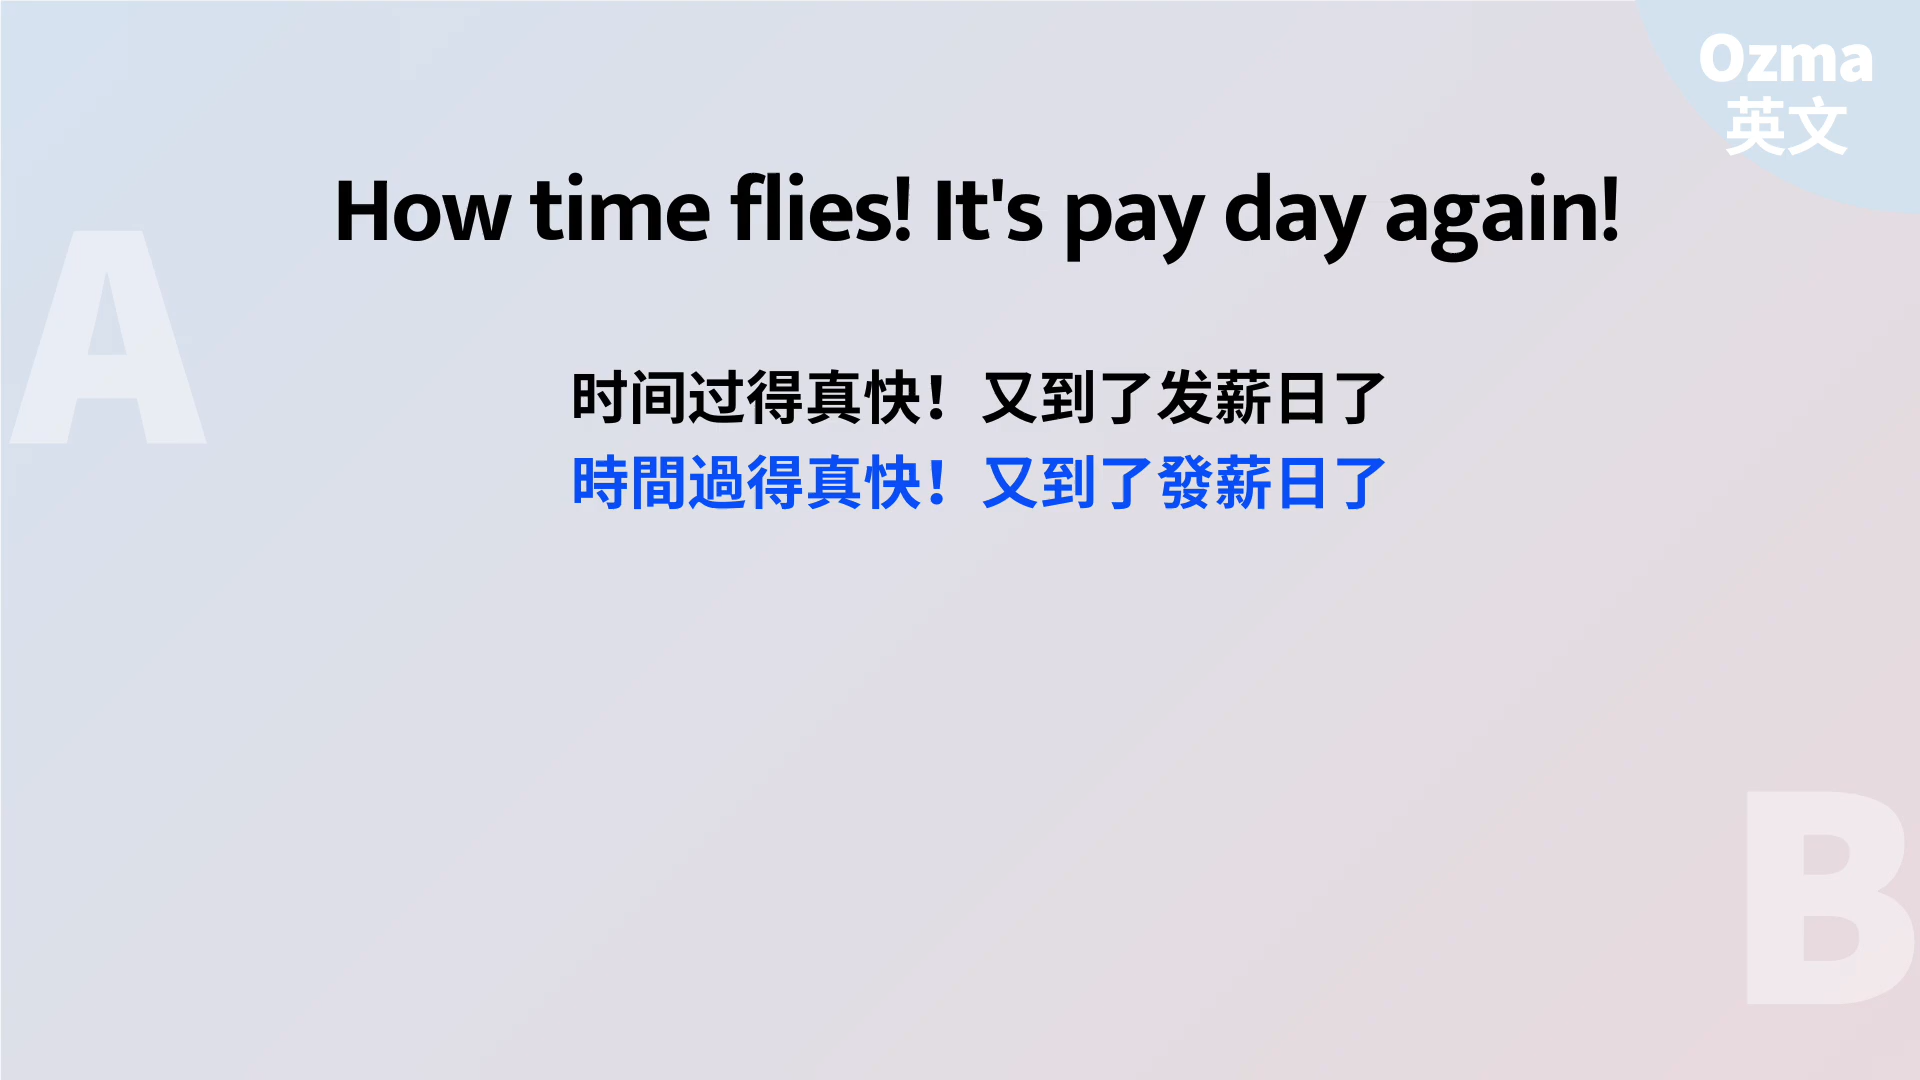 Ozma
英文
How time flies! It's pay day again!
时间过得真快！又到了发薪日了
時間過得真快！又到了發薪日了
A
B